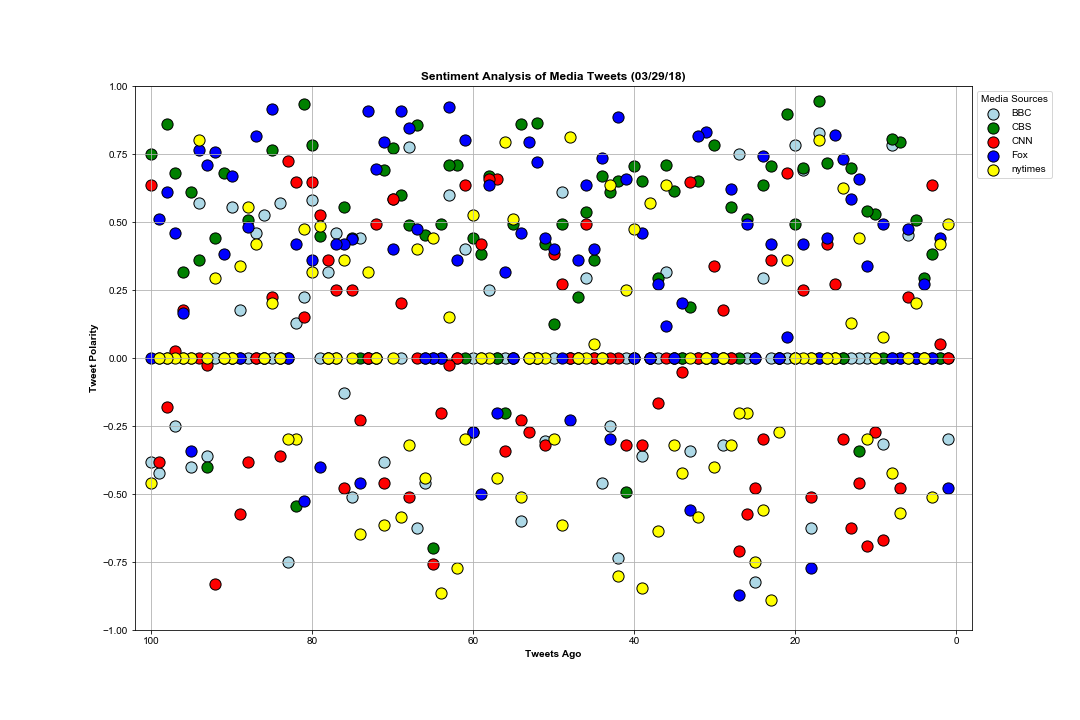 Sentiment Analysis of Media Tweets (03/29/18)
Media Sources
BBC
CBS
CNN
Fox
nytimes
Tweet Polarity
1.00
0.75
0.50
0.25
0.00
−0.25
−0.50
−0.75
−1.00
100 80 60 40 20 0
Tweets Ago